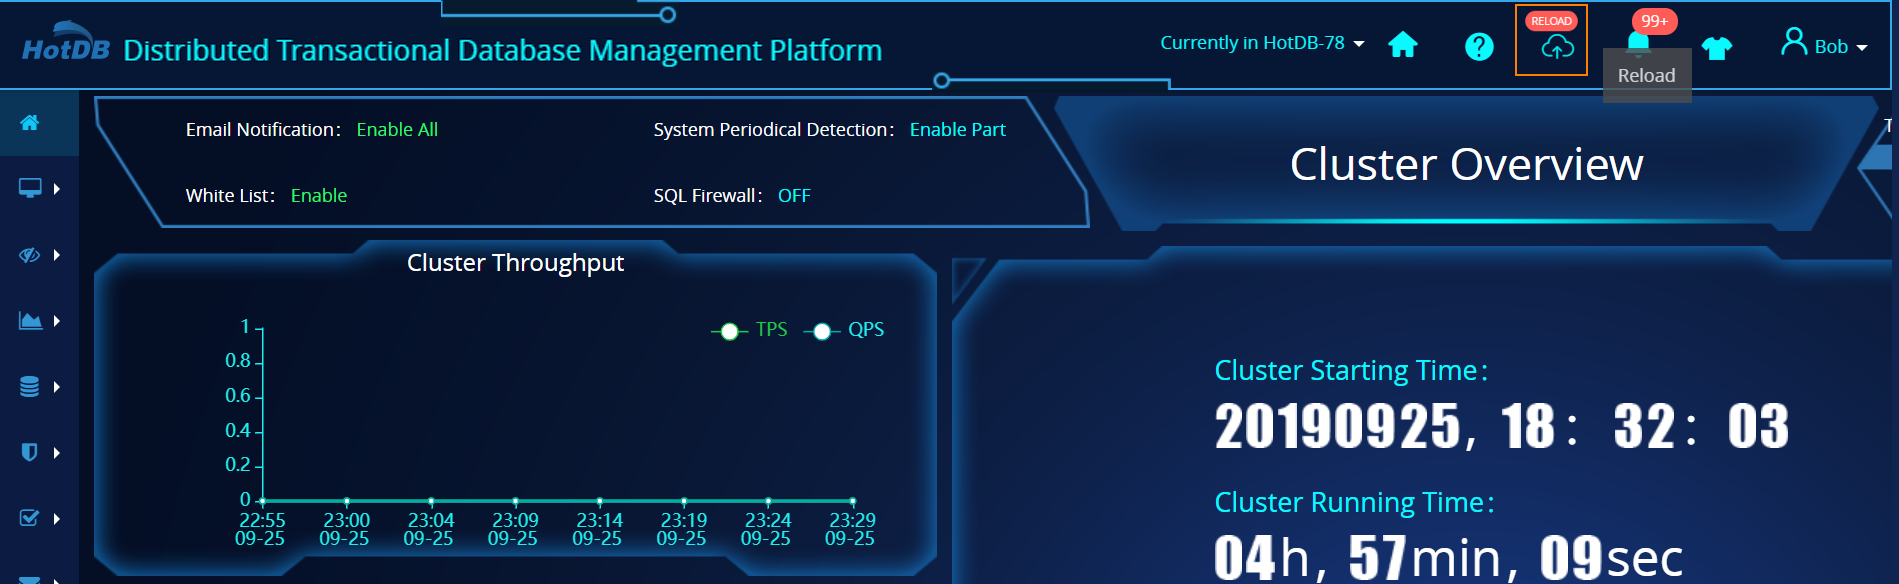 HotDB Distributed Transactional Database Management Platform
Currently in HotDB-78
RELOAD
99+
Reload
Bob
Email Notification: Enable All
System Periodical Detection: Enable Part
White List: Enable
SQL Firewall: OFF
Cluster Overview
T
Cluster Throughput
TPS QPS
1
0.8
0.6
0.4
0.2
0
22:55 23:00 23:04 23:09 23:14 23:19 23:24 23:29
09-25 09-25 09-25 09-25 09-25 09-25 09-25 09-25
Cluster Starting Time:
20190925, 18: 32: 03
Cluster Running Time:
04h, 57min, 09sec